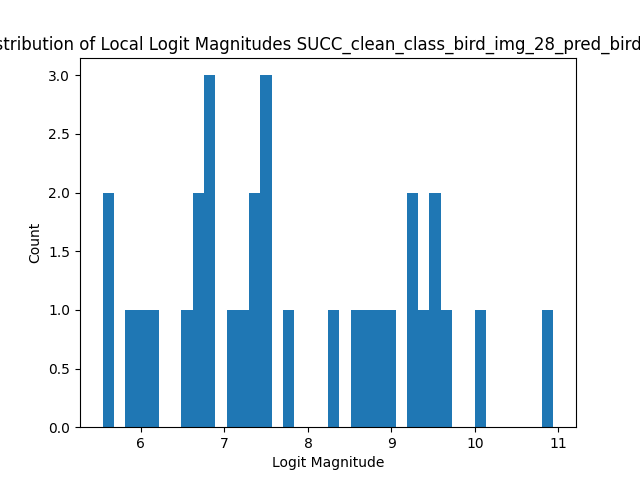 stribution of Local Logit Magnitudes SUCC_clean_class_bird_img_28_pred_bird
3.0
2.5
2.0
1.5
1.0
0.5
0.0
Count
6 7 8 9 10 11
Logit Magnitude